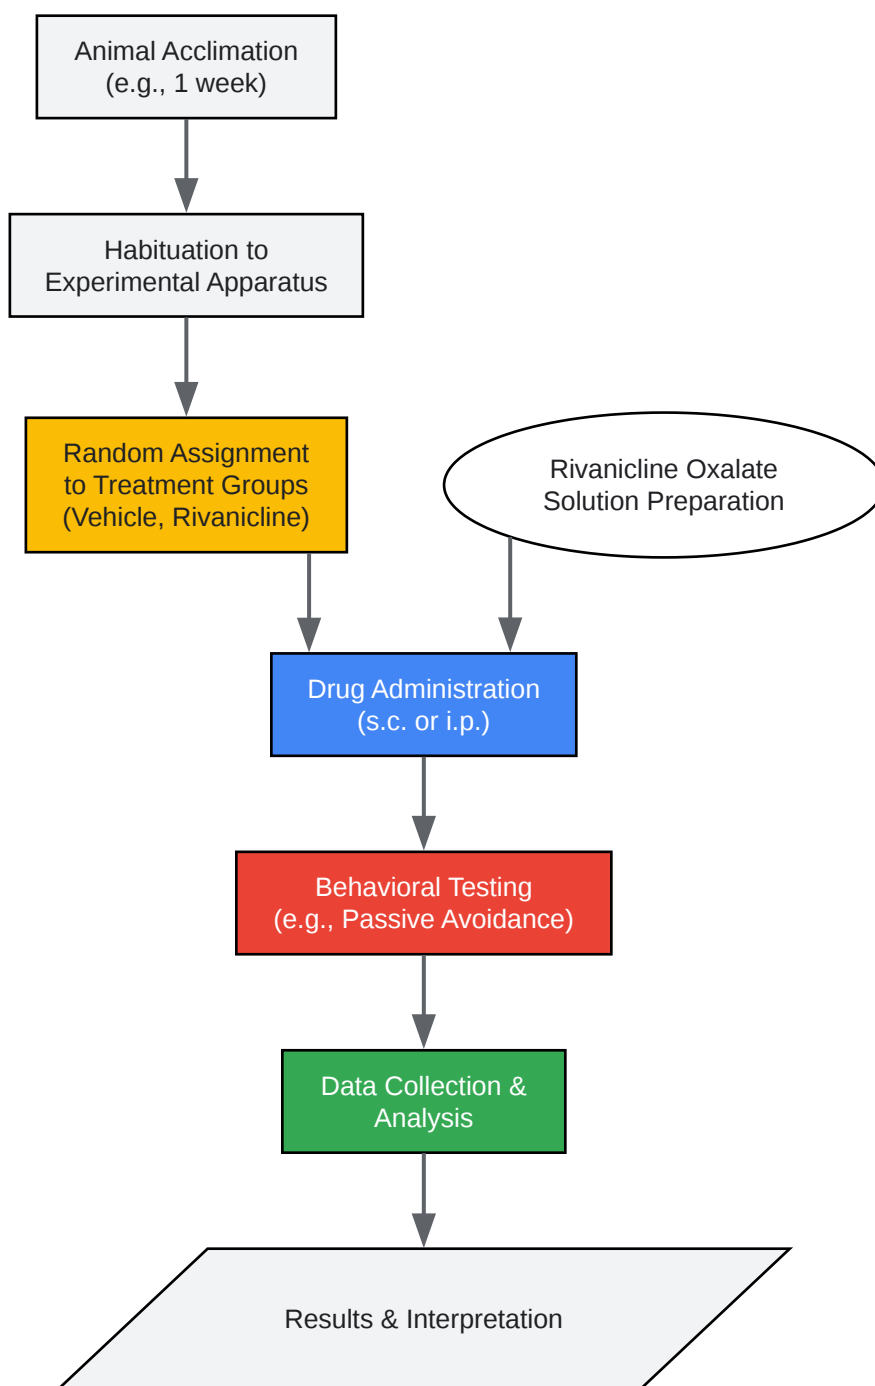 Animal Acclimation
(e.g., 1 week)
Habituation to
Experimental Apparatus
Random Assignment
to Treatment Groups
(Vehicle, Rivanicline)
Rivanicline Oxalate
Solution Preparation
Drug Administration
(s.c. or i.p.)
Behavioral Testing
(e.g., Passive Avoidance)
Data Collection &
Analysis
Results & Interpretation